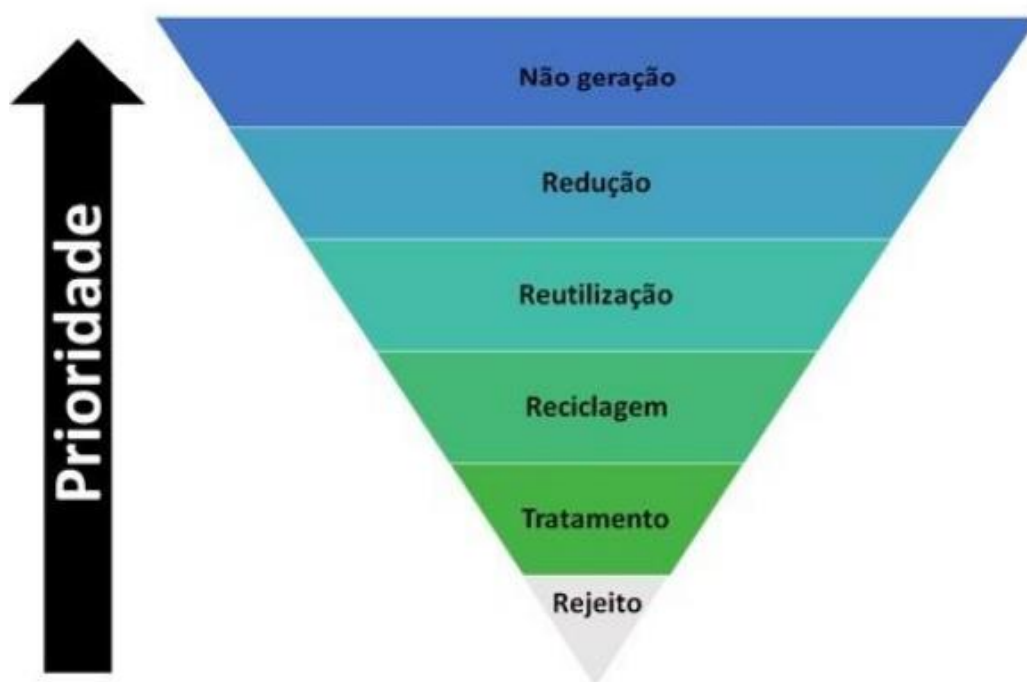 Prioridade
Não geração
Redução
Reutilização
Reciclagem
Tratamento
Rejeito